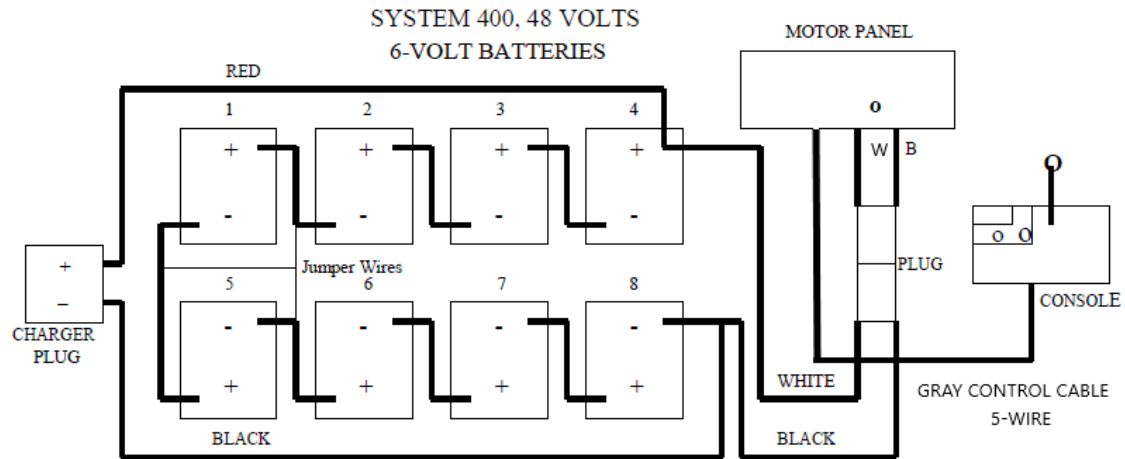 SYSTEM 400, 48 VOLTS
6-VOLT BATTERIES
MOTOR PANEL
RED
1 2 3 4
O
+ + + +
W B
O
- - - -
O O
+
Jumper Wires
PLUG
5 6 7 8
–
CONSOLE
- - - -
CHARGER
PLUG
+ + + +
WHITE
GRAY CONTROL CABLE
5-WIRE
BLACK
BLACK